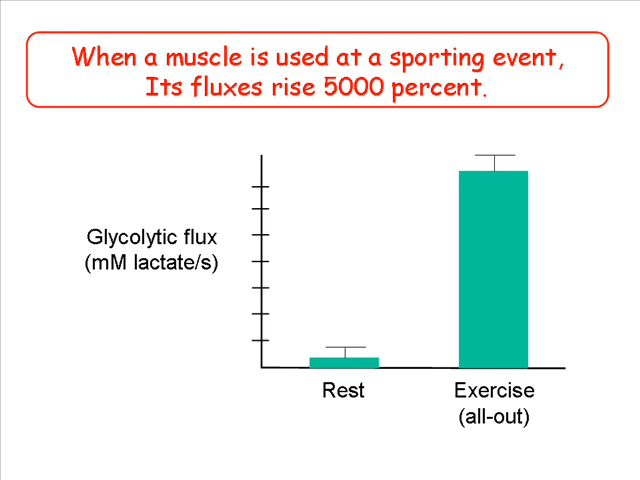 When a muscle is used at a sporting event,
Its fluxes rise 5000 percent.
Glycolytic flux
(mM lactate/s)
Rest
Exercise
(all-out)